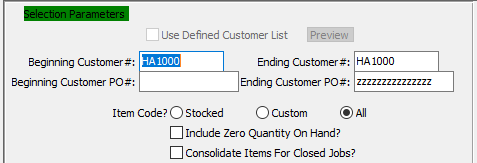 Selection Parameters
Use Defined Customer List Preview
Beginning Customer#: HA1000 Ending Customer#: HA1000
Beginning Customer PO#: Ending Customer PO#: zzzzzzzzzzzzzzz
Item Code? Stocked Custom All
Include Zero Quantity On Hand?
Consolidate Items For Closed Jobs?